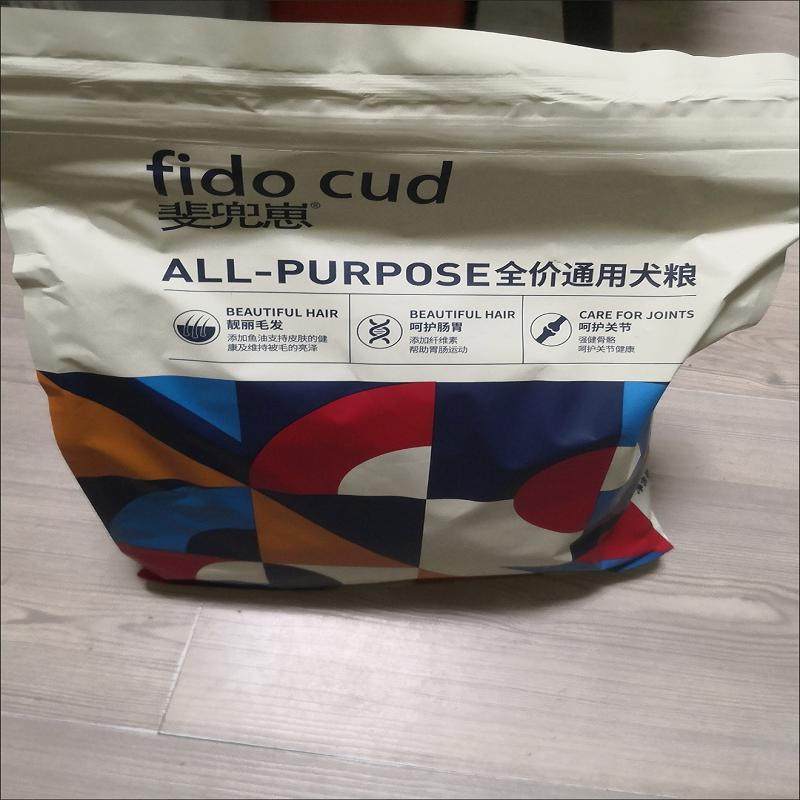 fido cud
斐兜崽®
ALL-PURPOSE全价通用犬粮
BEAUTIFUL HAIR
靓丽毛发
添加鱼油支持皮肤的健
康及维持被毛的亮泽
BEAUTIFUL HAIR
呵护肠胃
添加纤维素
帮助胃肠运动
CARE FOR JOINTS
呵护关节
强健骨骼
呵护关节健康